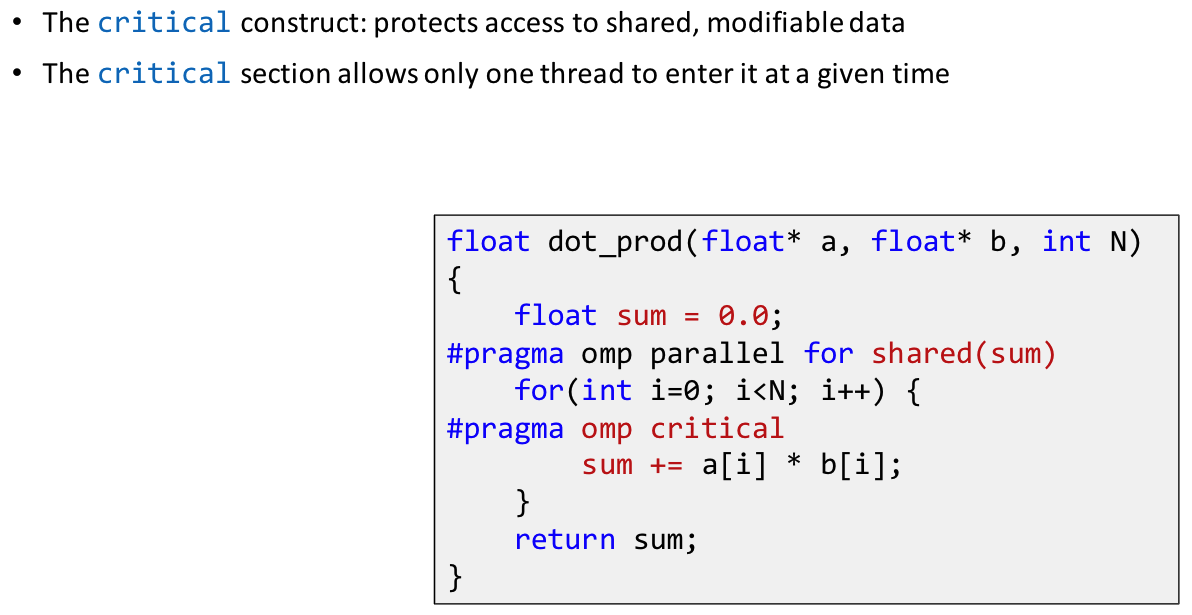 • The critical construct: protects access to shared, modifiable data
• The critical section allows only one thread to enter it at a given time
float dot_prod(float* a, float* b, int N)
{
    float sum = 0.0;
#pragma omp parallel for shared(sum)
    for(int i=0; i<N; i++) {
#pragma omp critical
        sum += a[i] * b[i];
    }
    return sum;
}